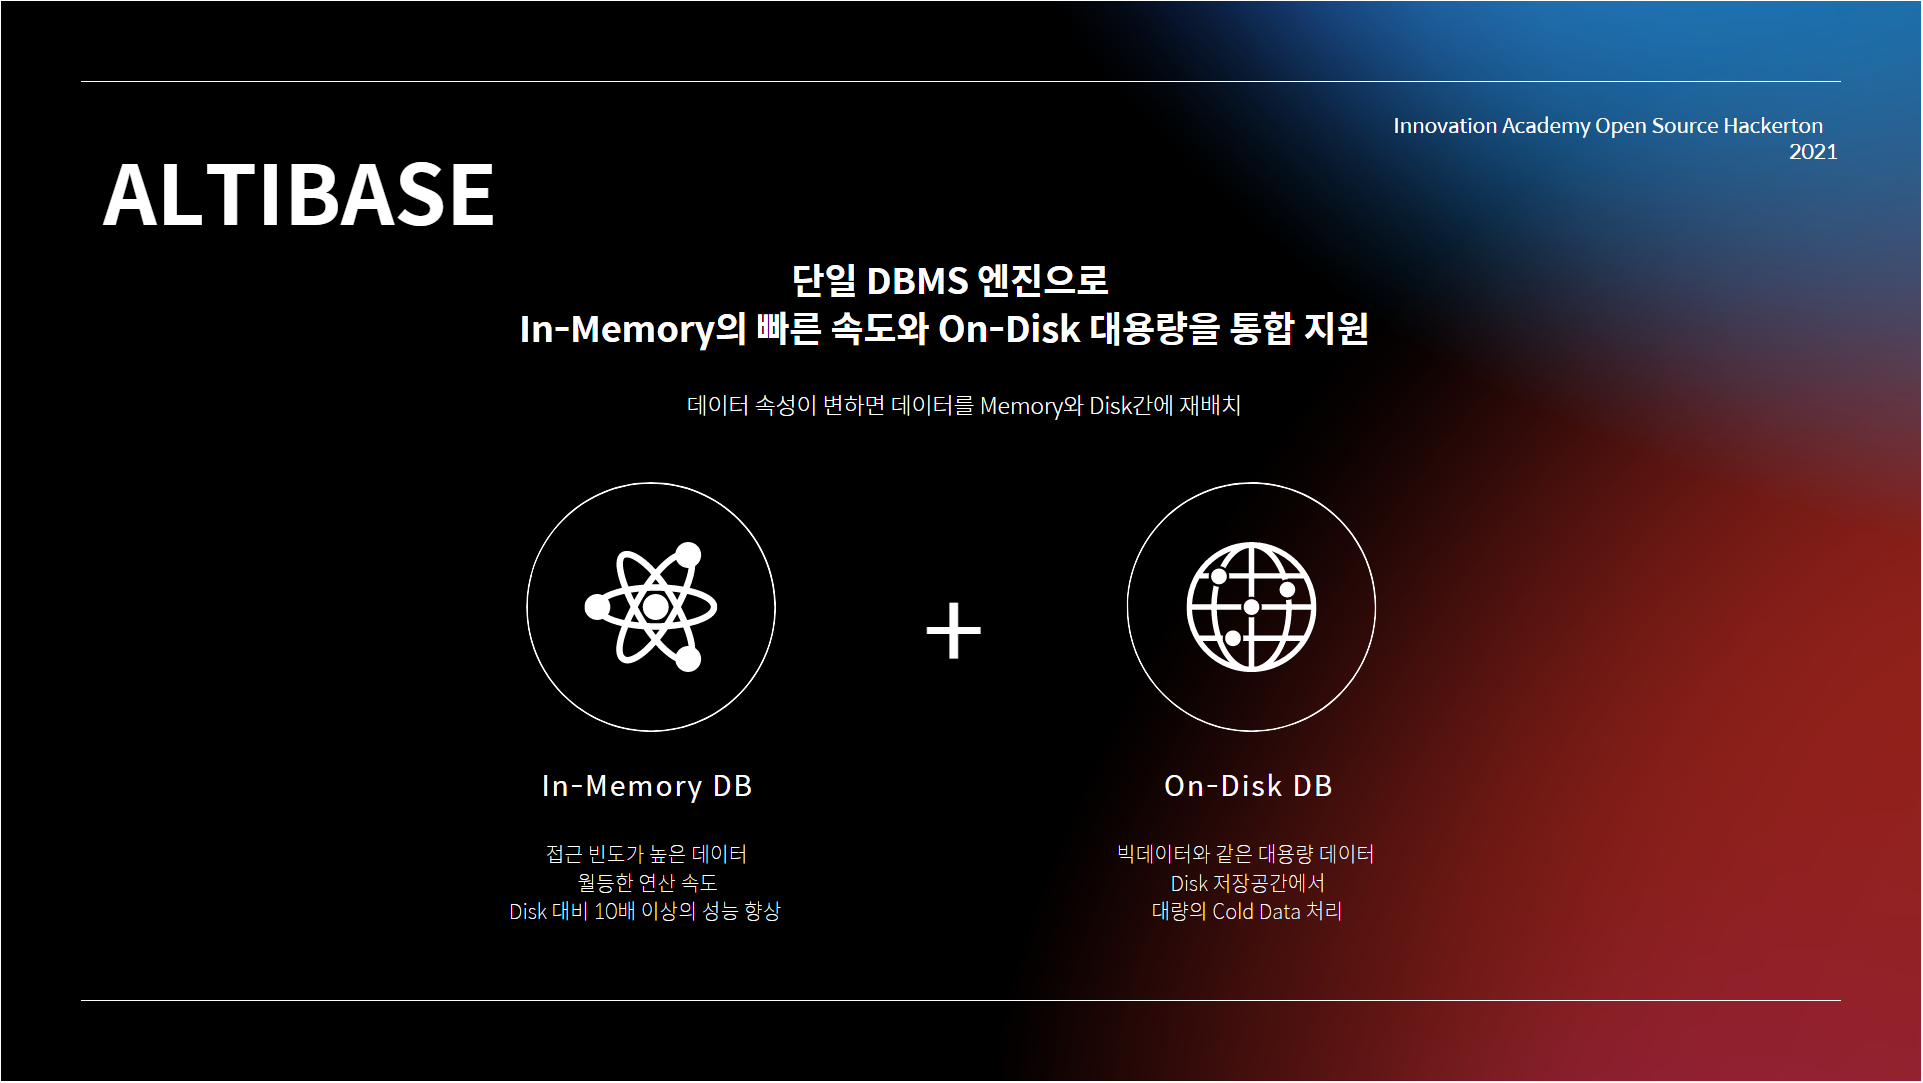 Innovation Academy Open Source Hackerton
2021
ALTIBASE
단일 DBMS 엔진으로
In-Memory의 빠른 속도와 On-Disk 대용량을 통합 지원
데이터 속성이 변하면 데이터를 Memory와 Disk간에 재배치
+
In-Memory DB
접근 빈도가 높은 데이터
월등한 연산 속도
Disk 대비 10배 이상의 성능 향상
On-Disk DB
빅데이터와 같은 대용량 데이터
Disk 저장공간에서
대량의 Cold Data 처리